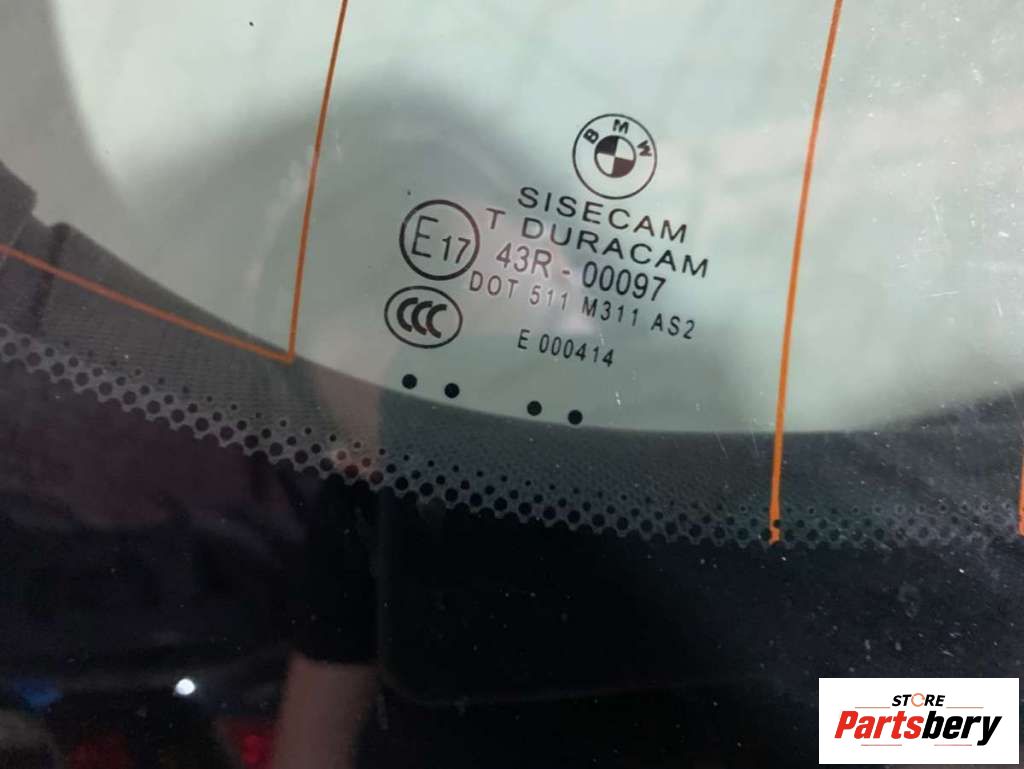 BMW
SISECAM
T DURACAM
E17 43R - 00097
CCC DOT 511 M311 AS2
E 000414
STORE
Partsbery